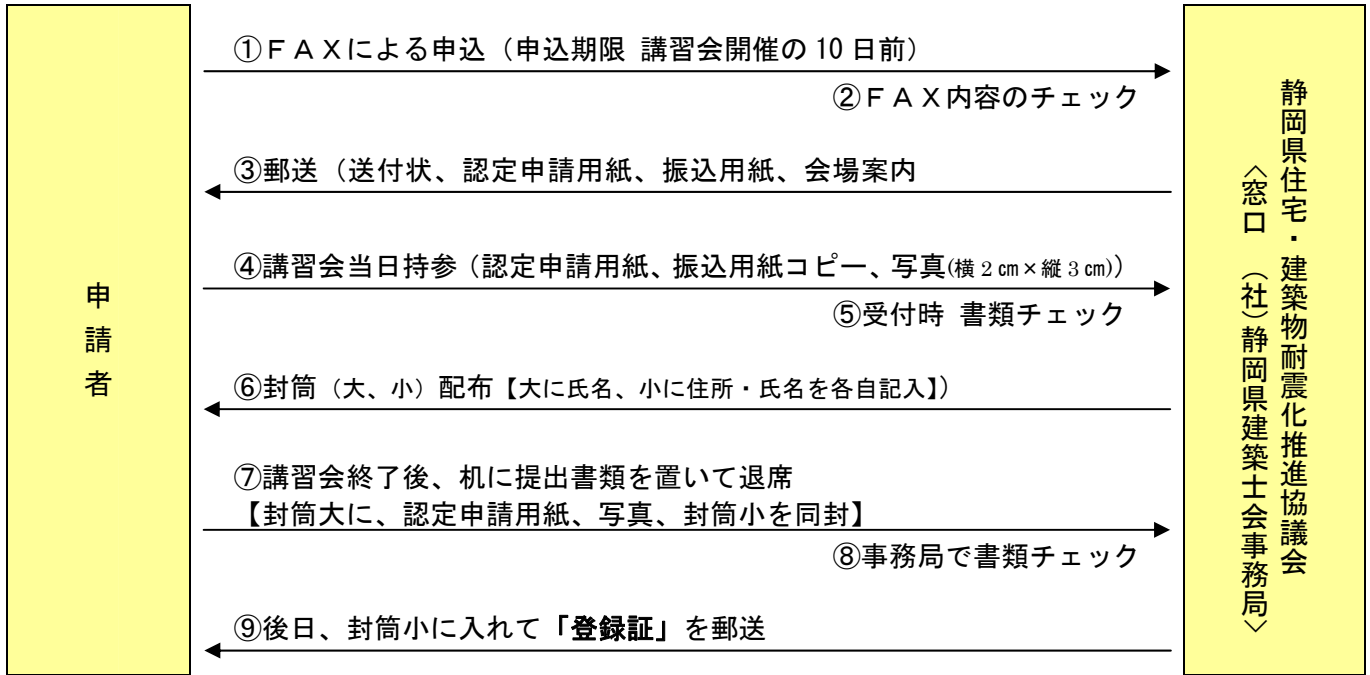 申請者
①ＦＡＸによる申込（申込期限 講習会開催の10日前）
②ＦＡＸ内容のチェック
③郵送（送付状、認定申請用紙、振込用紙、会場案内
④講習会当日持参（認定申請用紙、振込用紙コピー、写真(横2㎝×縦3㎝)）
⑤受付時 書類チェック
⑥封筒（大、小）配布【大に氏名、小に住所・氏名を各自記入】）
⑦講習会終了後、机に提出書類を置いて退席
【封筒大に、認定申請用紙、写真、封筒小を同封】
⑧事務局で書類チェック
⑨後日、封筒小に入れて「登録証」を郵送
静岡県住宅・建築物耐震化推進協議会
〈窓口 （社）静岡県建築士会事務局〉